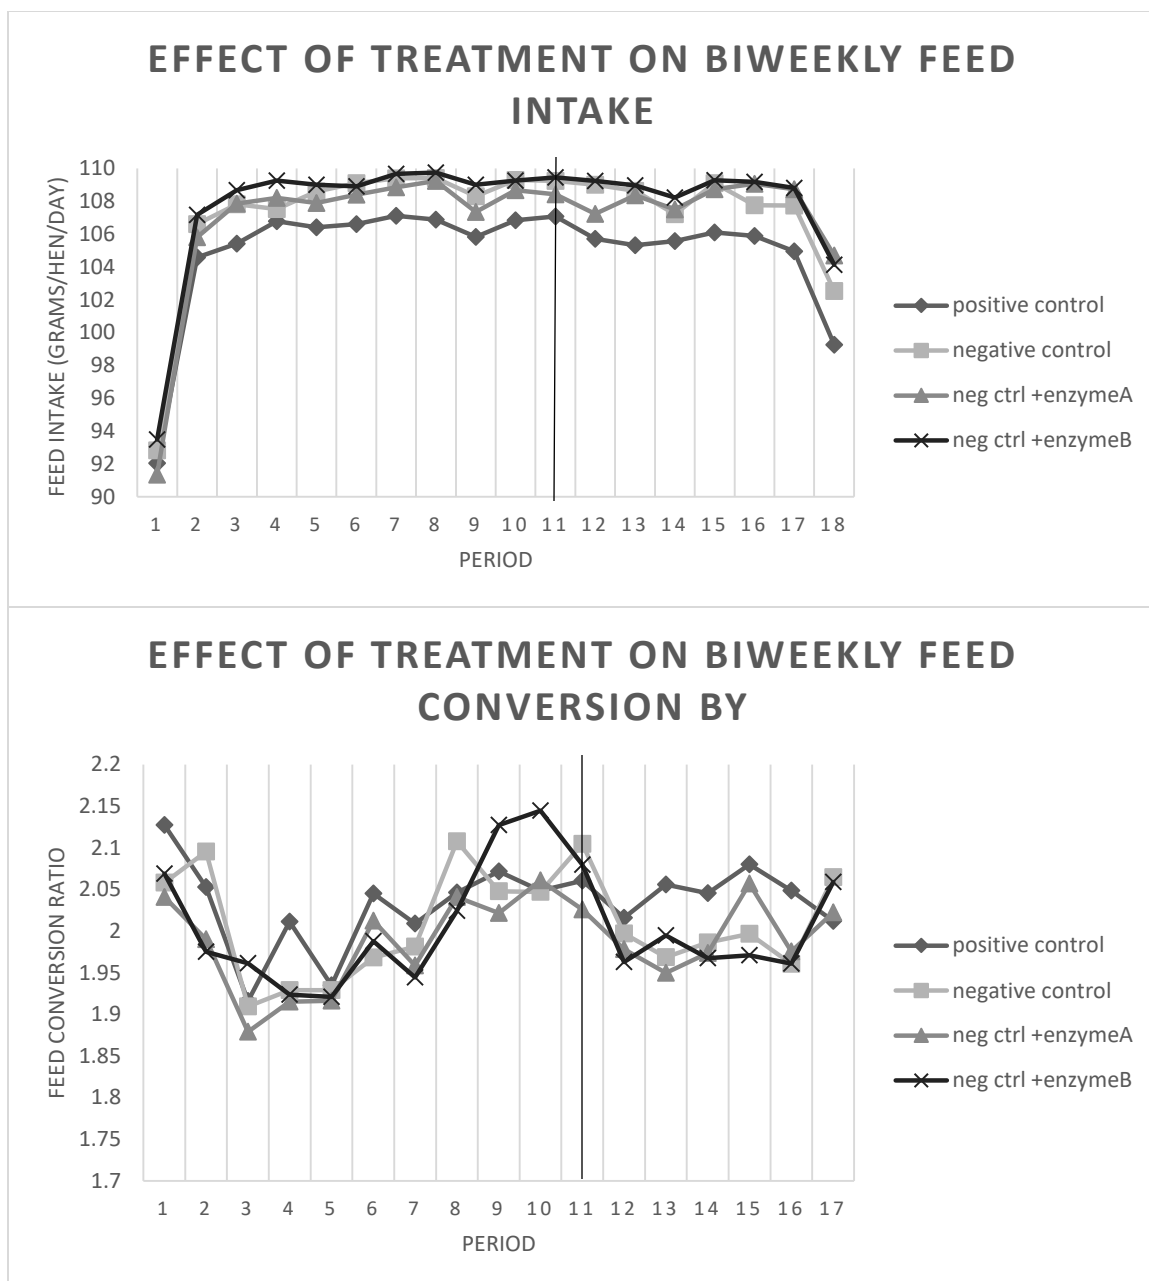 EFFECT OF TREATMENT ON BIWEEKLY FEED
INTAKE
110
108
106
104
102
100
98
96
94
92
90
FEED INTAKE (GRAMS/HEN/DAY)
1 2 3 4 5 6 7 8 9 10 11 12 13 14 15 16 17 18
PERIOD
positive control
negative control
neg ctrl +enzymeA
neg ctrl +enzymeB
EFFECT OF TREATMENT ON BIWEEKLY FEED
CONVERSION BY
2.2
2.15
2.1
2.05
2
1.95
1.9
1.85
1.8
1.75
1.7
FEED CONVERSION RATIO
1 2 3 4 5 6 7 8 9 10 11 12 13 14 15 16 17
PERIOD
positive control
negative control
neg ctrl +enzymeA
neg ctrl +enzymeB